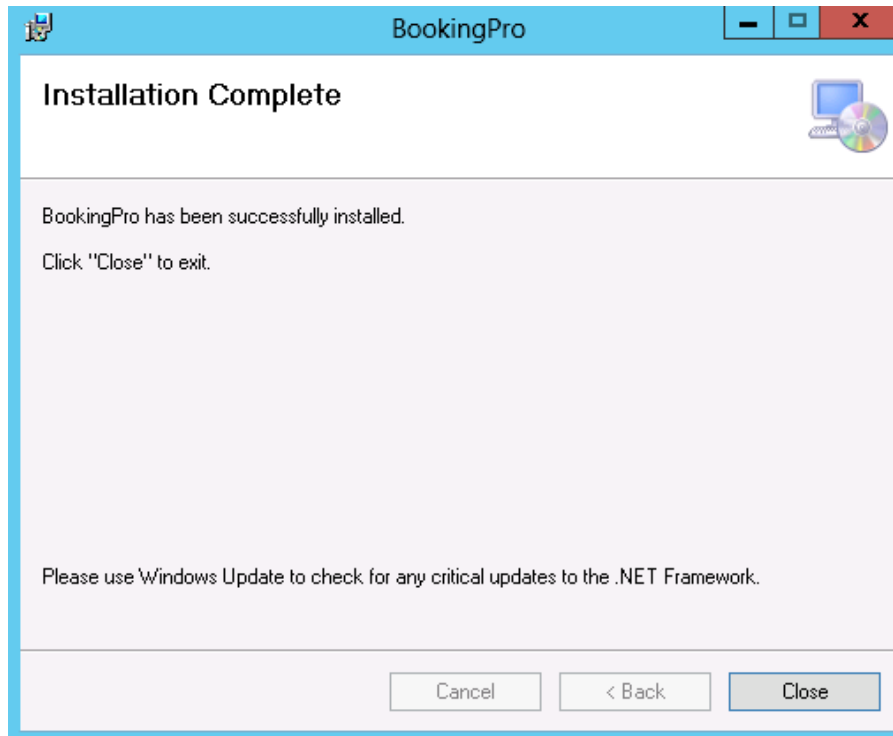 BookingPro
Installation Complete
BookingPro has been successfully installed.
Click "Close" to exit.
Please use Windows Update to check for any critical updates to the .NET Framework.
Cancel
< Back
Close